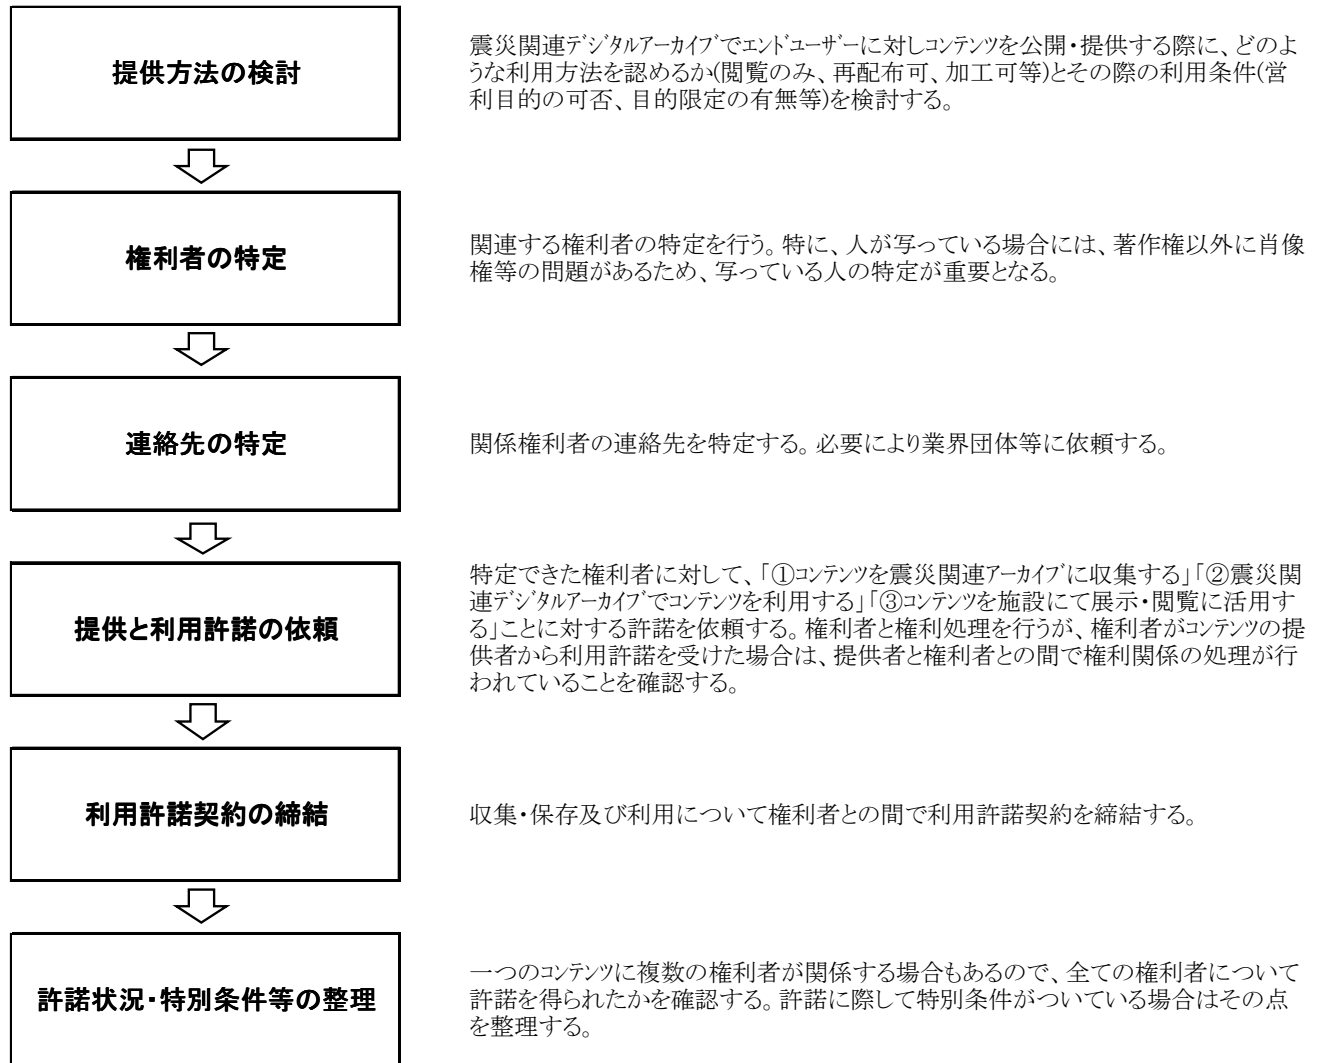 提供方法の検討
震災関連ﾃﾞｼﾞﾀﾙｱｰｶｲﾌﾞでｴﾝﾄﾞﾕｰｻﾞｰに対しｺﾝﾃﾝﾂを公開・提供する際に、どのよ
うな利用方法を認めるか(閲覧のみ、再配布可、加工可等)とその際の利用条件(営
利目的の可否、目的限定の有無等)を検討する。
権利者の特定
関連する権利者の特定を行う。特に、人が写っている場合には、著作権以外に肖像
権等の問題があるため、写っている人の特定が重要となる。
連絡先の特定
関係権利者の連絡先を特定する。必要により業界団体等に依頼する。
提供と利用許諾の依頼
特定できた権利者に対して、「①ｺﾝﾃﾝﾂを震災関連ｱｰｶｲﾌﾞに収集する」「②震災関
連ﾃﾞｼﾞﾀﾙｱｰｶｲﾌﾞでｺﾝﾃﾝﾂを利用する」「③ｺﾝﾃﾝﾂを施設にて展示・閲覧に活用す
る」ことに対する許諾を依頼する。権利者と権利処理を行うが、権利者がｺﾝﾃﾝﾂの提
供者から利用許諾を受けた場合は、提供者と権利者との間で権利関係の処理が行
われていることを確認する。
利用許諾契約の締結
収集・保存及び利用について権利者との間で利用許諾契約を締結する。
許諾状況・特別条件等の整理
一つのｺﾝﾃﾝﾂに複数の権利者が関係する場合もあるので、全ての権利者について
許諾を得られたかを確認する。許諾に際して特別条件がついている場合はその点
を整理する。